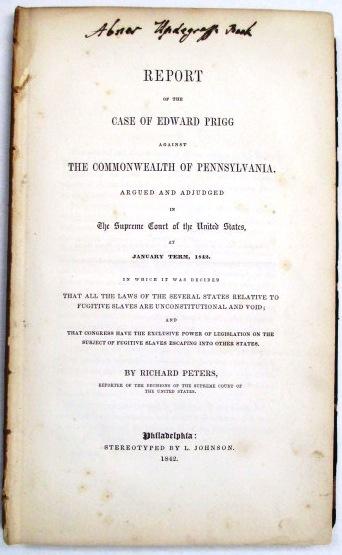 Abner Updegraff Book
REPORT
OF THE
CASE OF EDWARD PRIGG
AGAINST
THE COMMONWEALTH OF PENNSYLVANIA.
ARGUED AND ADJUDGED
IN
The Supreme Court of the United States,
AT
JANUARY TERM, 1842.
IN WHICH IT WAS DECIDED
THAT ALL THE LAWS OF THE SEVERAL STATES RELATIVE TO
FUGITIVE SLAVES ARE UNCONSTITUTIONAL AND VOID;
AND
THAT CONGRESS HAVE THE EXCLUSIVE POWER OF LEGISLATION ON THE
SUBJECT OF FUGITIVE SLAVES ESCAPING INTO OTHER STATES.
BY RICHARD PETERS,
REPORTER OF THE DECISIONS OF THE SUPREME COURT OF
THE UNITED STATES.
Philadelphia:
STEREOTYPED BY L. JOHNSON.
1842.